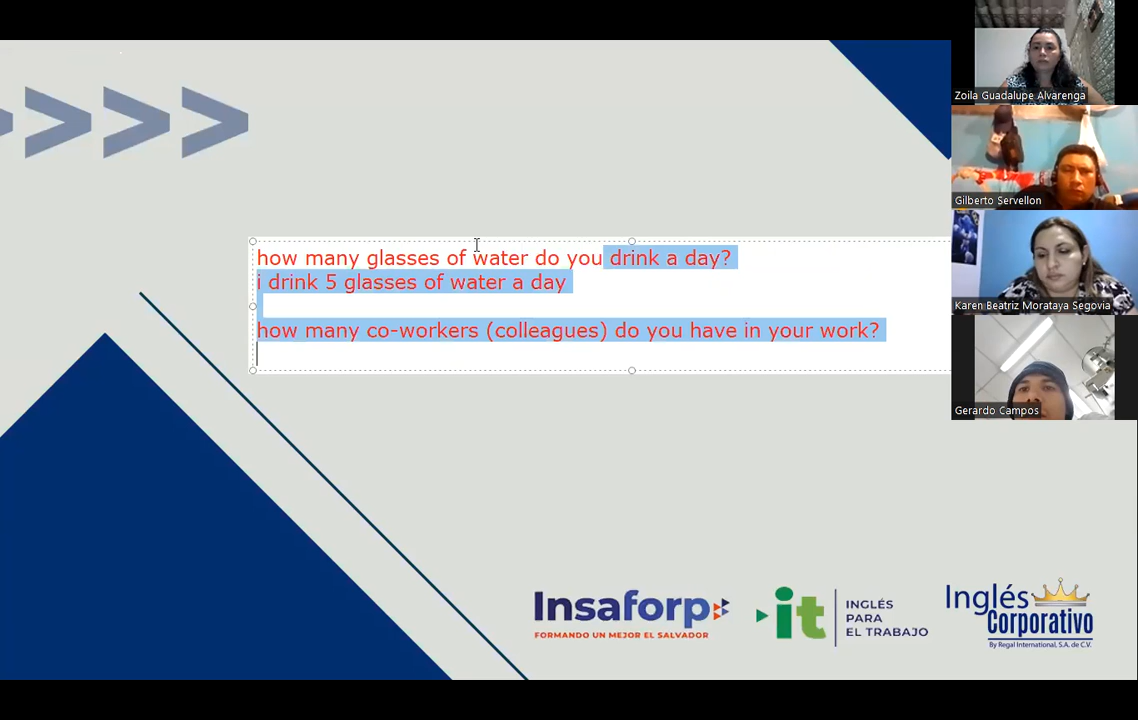 how many glasses of water do you drink a day?
i drink 5 glasses of water a day
how many co-workers (colleagues) do you have in your work?
Zoila Guadalupe Alvarenga
Gilberto Servellon
Karen Beatriz Morataya Segovia
Gerardo Campos
Insaforp
FORMANDO UN MEJOR EL SALVADOR
it
INGLÉS
PARA
EL TRABAJO
Inglés
Corporativo
By Regal International, S.A. de C.V.